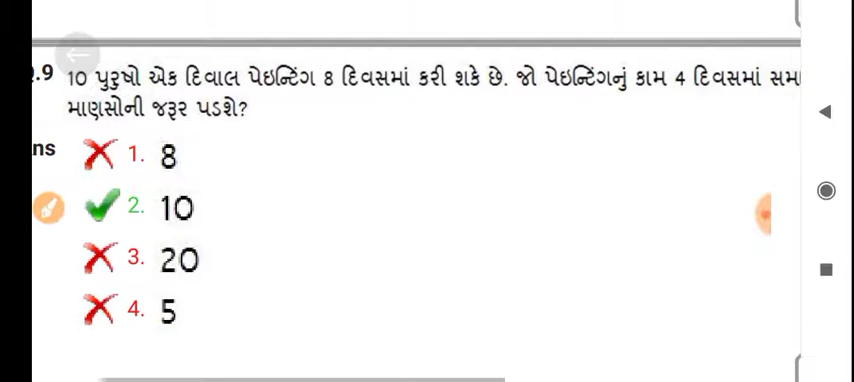 .9 10 પુરુષો એક દિવાલ પેઇન્ટિંગ 8 દિવસમાં કરી શકે છે. જો પેઇન્ટિંગનું કામ 4 દિવસમાં સમા
માણસોની જરૂર પડશે?
ns 1. 8
2. 10
3. 20
4. 5